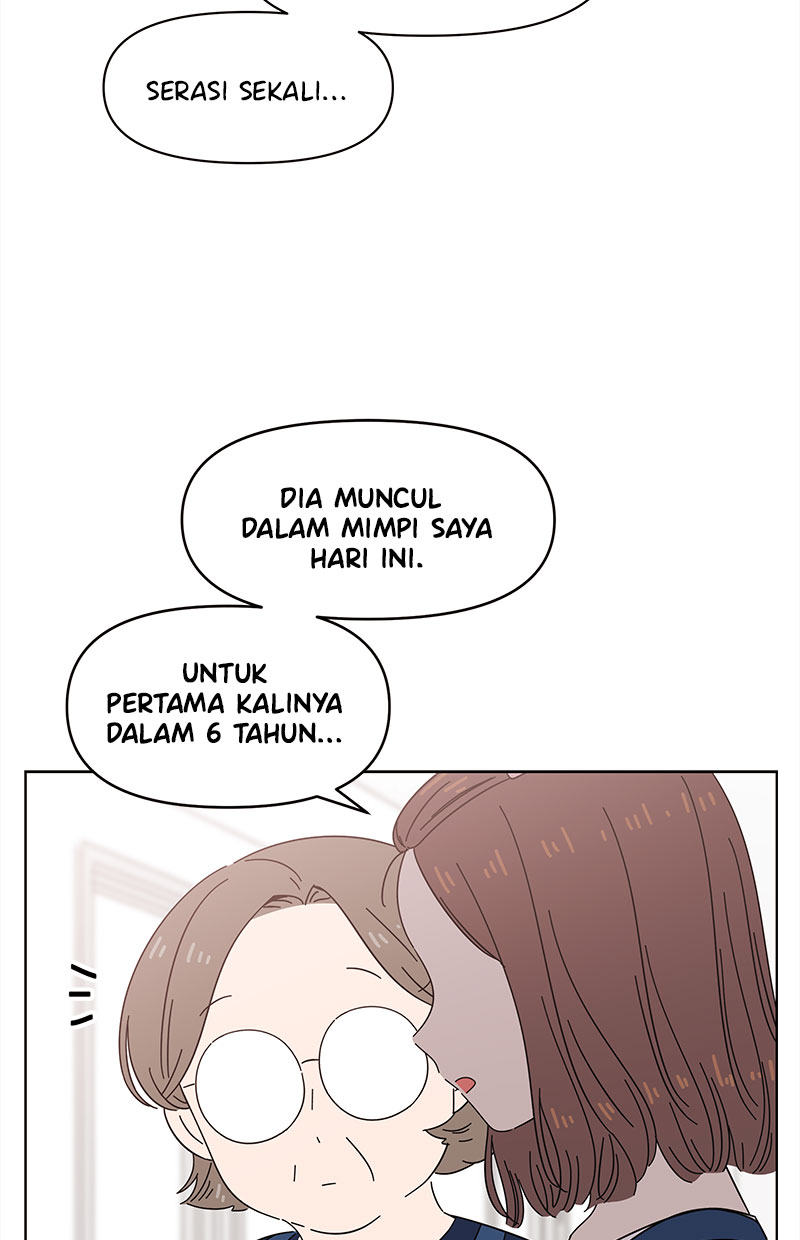 SERASI SEKALI...
DIA MUNCUL
DALAM MIMPI SAYA
HARI INI.
UNTUK
PERTAMA KALINYA
DALAM 6 TAHUN...